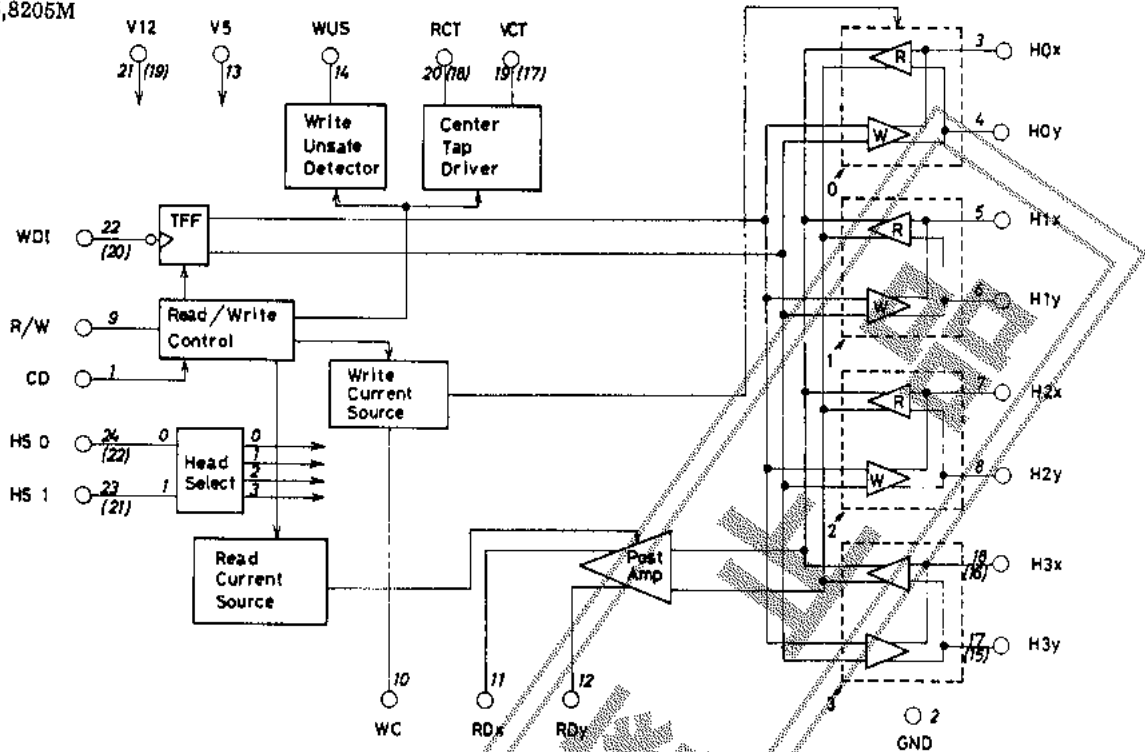 ,8205M
V12
V5
WUS
RCT
VCT
21 (19)
13
14
20 (18)
19 (17)
Write
Unsafe
Detector
Center
Tap
Driver
WDI
22
(20)
TFF
R/W
9
Read/Write
Control
CD
1
Write
Current
Source
HS 0
24
(22)
0
HS 1
23
(21)
1
Head
Select
0
1
2
3
Read
Current
Source
Post
Amp
10
WC
11
RDx
12
RDy
R
W
0
3
H0x
4
H0y
R
W
1
5
H1x
6
H1y
R
W
2
7
H2x
8
H2y
3
18
(16)
H3x
17
(15)
H3y
2
GND